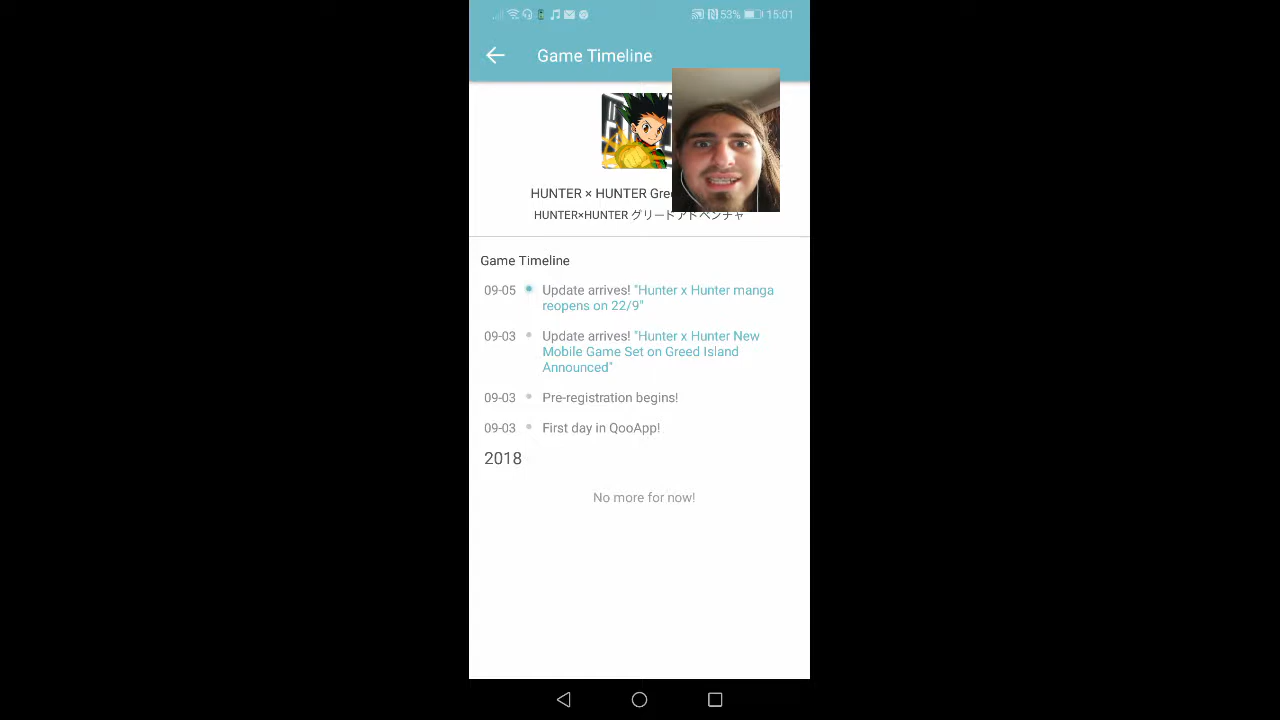 53% 15:01
Game Timeline
HUNTER × HUNTER
HUNTER×HUNTER グリードアドベンチャ
Game Timeline
09-05 Update arrives! "Hunter x Hunter manga
reopens on 22/9"
09-03 Update arrives! "Hunter x Hunter New
Mobile Game Set on Greed Island
Announced"
09-03 Pre-registration begins!
09-03 First day in QooApp!
2018
No more for now!